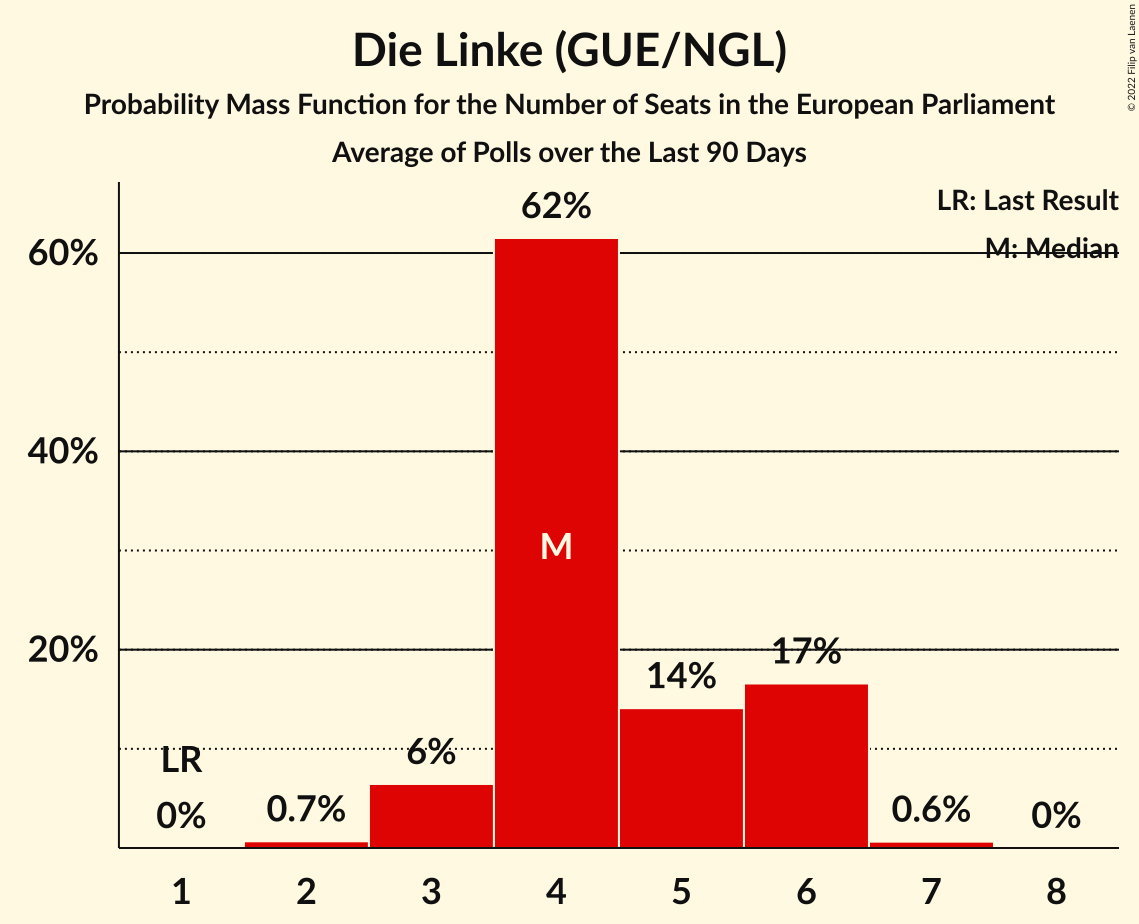 Die Linke (GUE/NGL)
Probability Mass Function for the Number of Seats in the European Parliament
Average of Polls over the Last 90 Days
© 2022 Filip van Laenen
LR: Last Result
M: Median
62%
60%
40%
M
20%
17%
14%
6%
LR
0%
0.7%
0.6%
0%
1 2 3 4 5 6 7 8